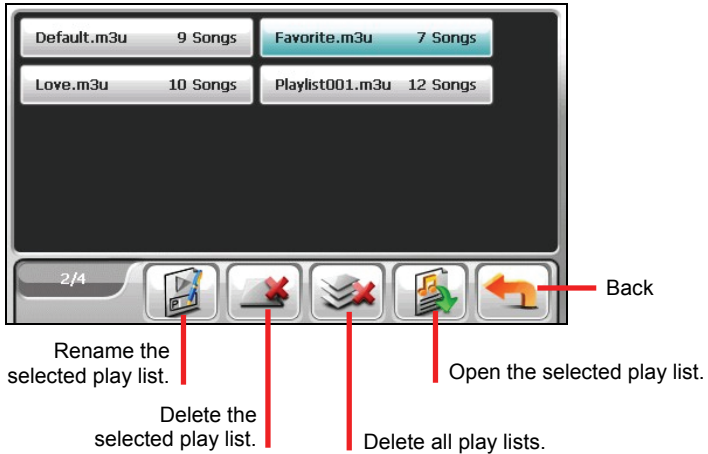 Default.m3u 9 Songs
Favorite.m3u 7 Songs
Love.m3u 10 Songs
Playlist001.m3u 12 Songs
2/4
Back
Rename the
selected play list.
Open the selected play list.
Delete the
selected play list.
Delete all play lists.